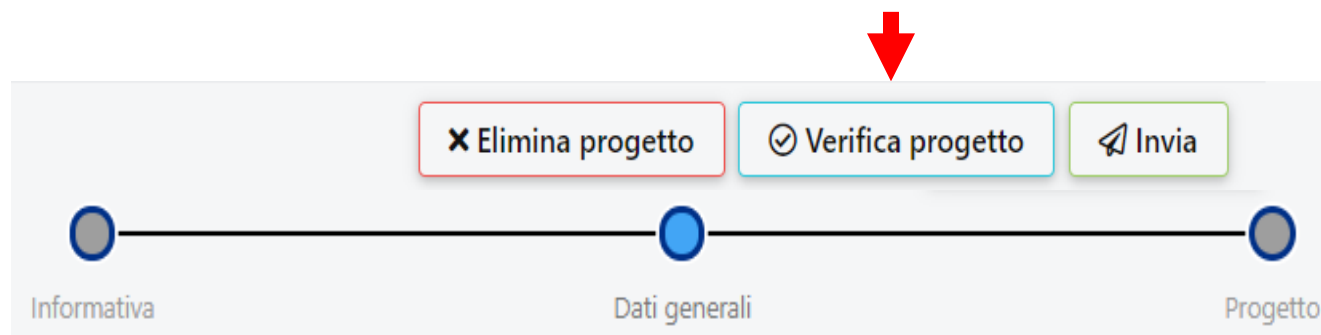 Elimina progetto Verifica progetto Invia
Informativa Dati generali Progetto